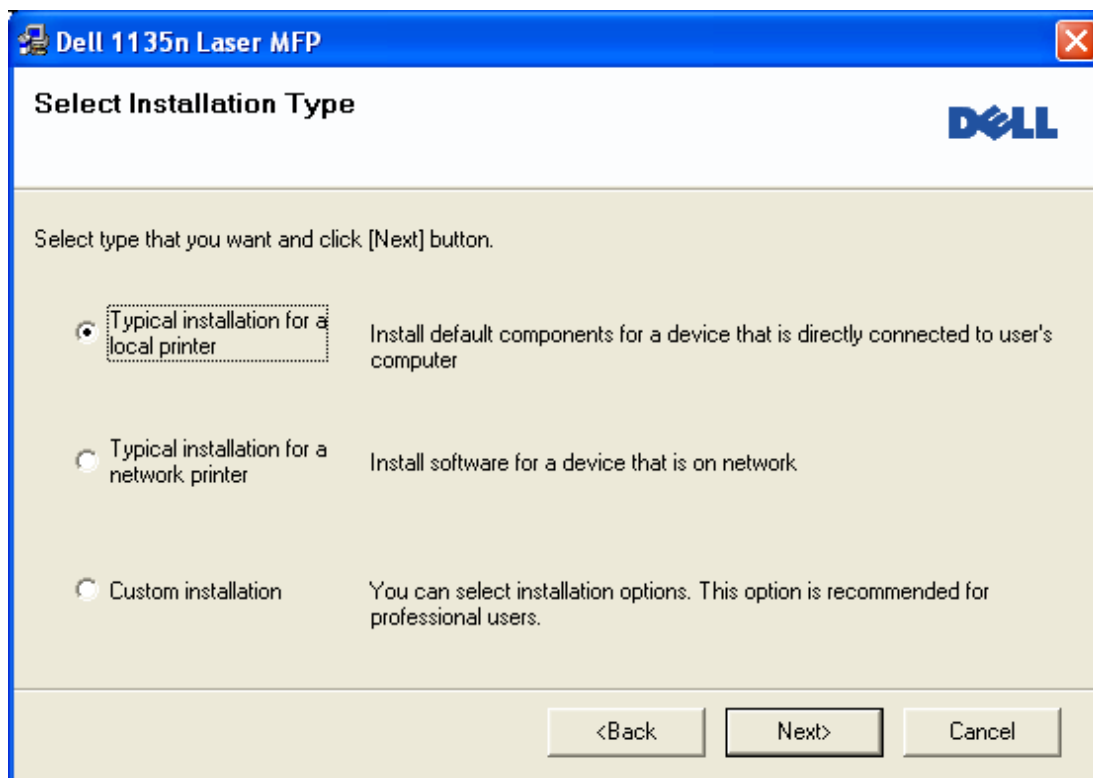 Dell 1135n Laser MFP
Select Installation Type
DELL
Select type that you want and click [Next] button.
Typical installation for a
local printer
Install default components for a device that is directly connected to user's
computer
Typical installation for a
network printer
Install software for a device that is on network
Custom installation
You can select installation options. This option is recommended for
professional users.
<Back
Next>
Cancel